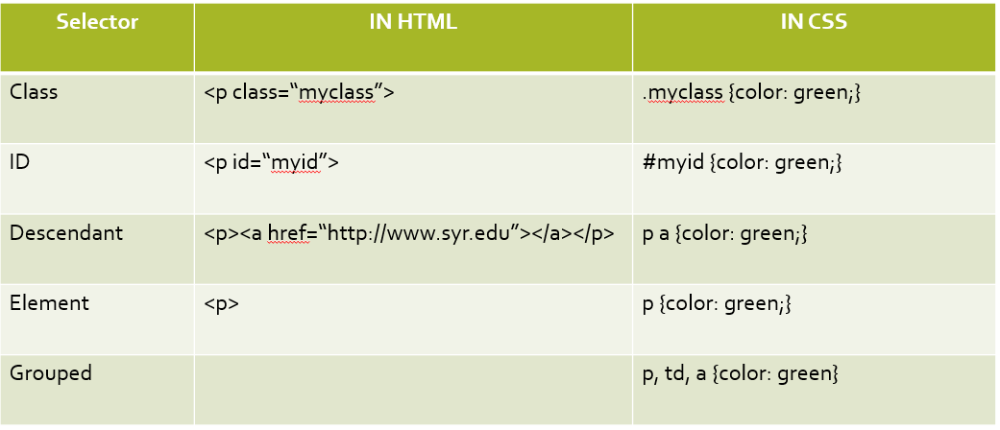 Selector IN HTML IN CSS
Class <p class=“myclass”> .myclass {color: green;}
ID <p id=“myid”> #myid {color: green;}
Descendant <p><a href=“http://www.syr.edu”></a></p> p a {color: green;}
Element <p> p {color: green;}
Grouped p, td, a {color: green}